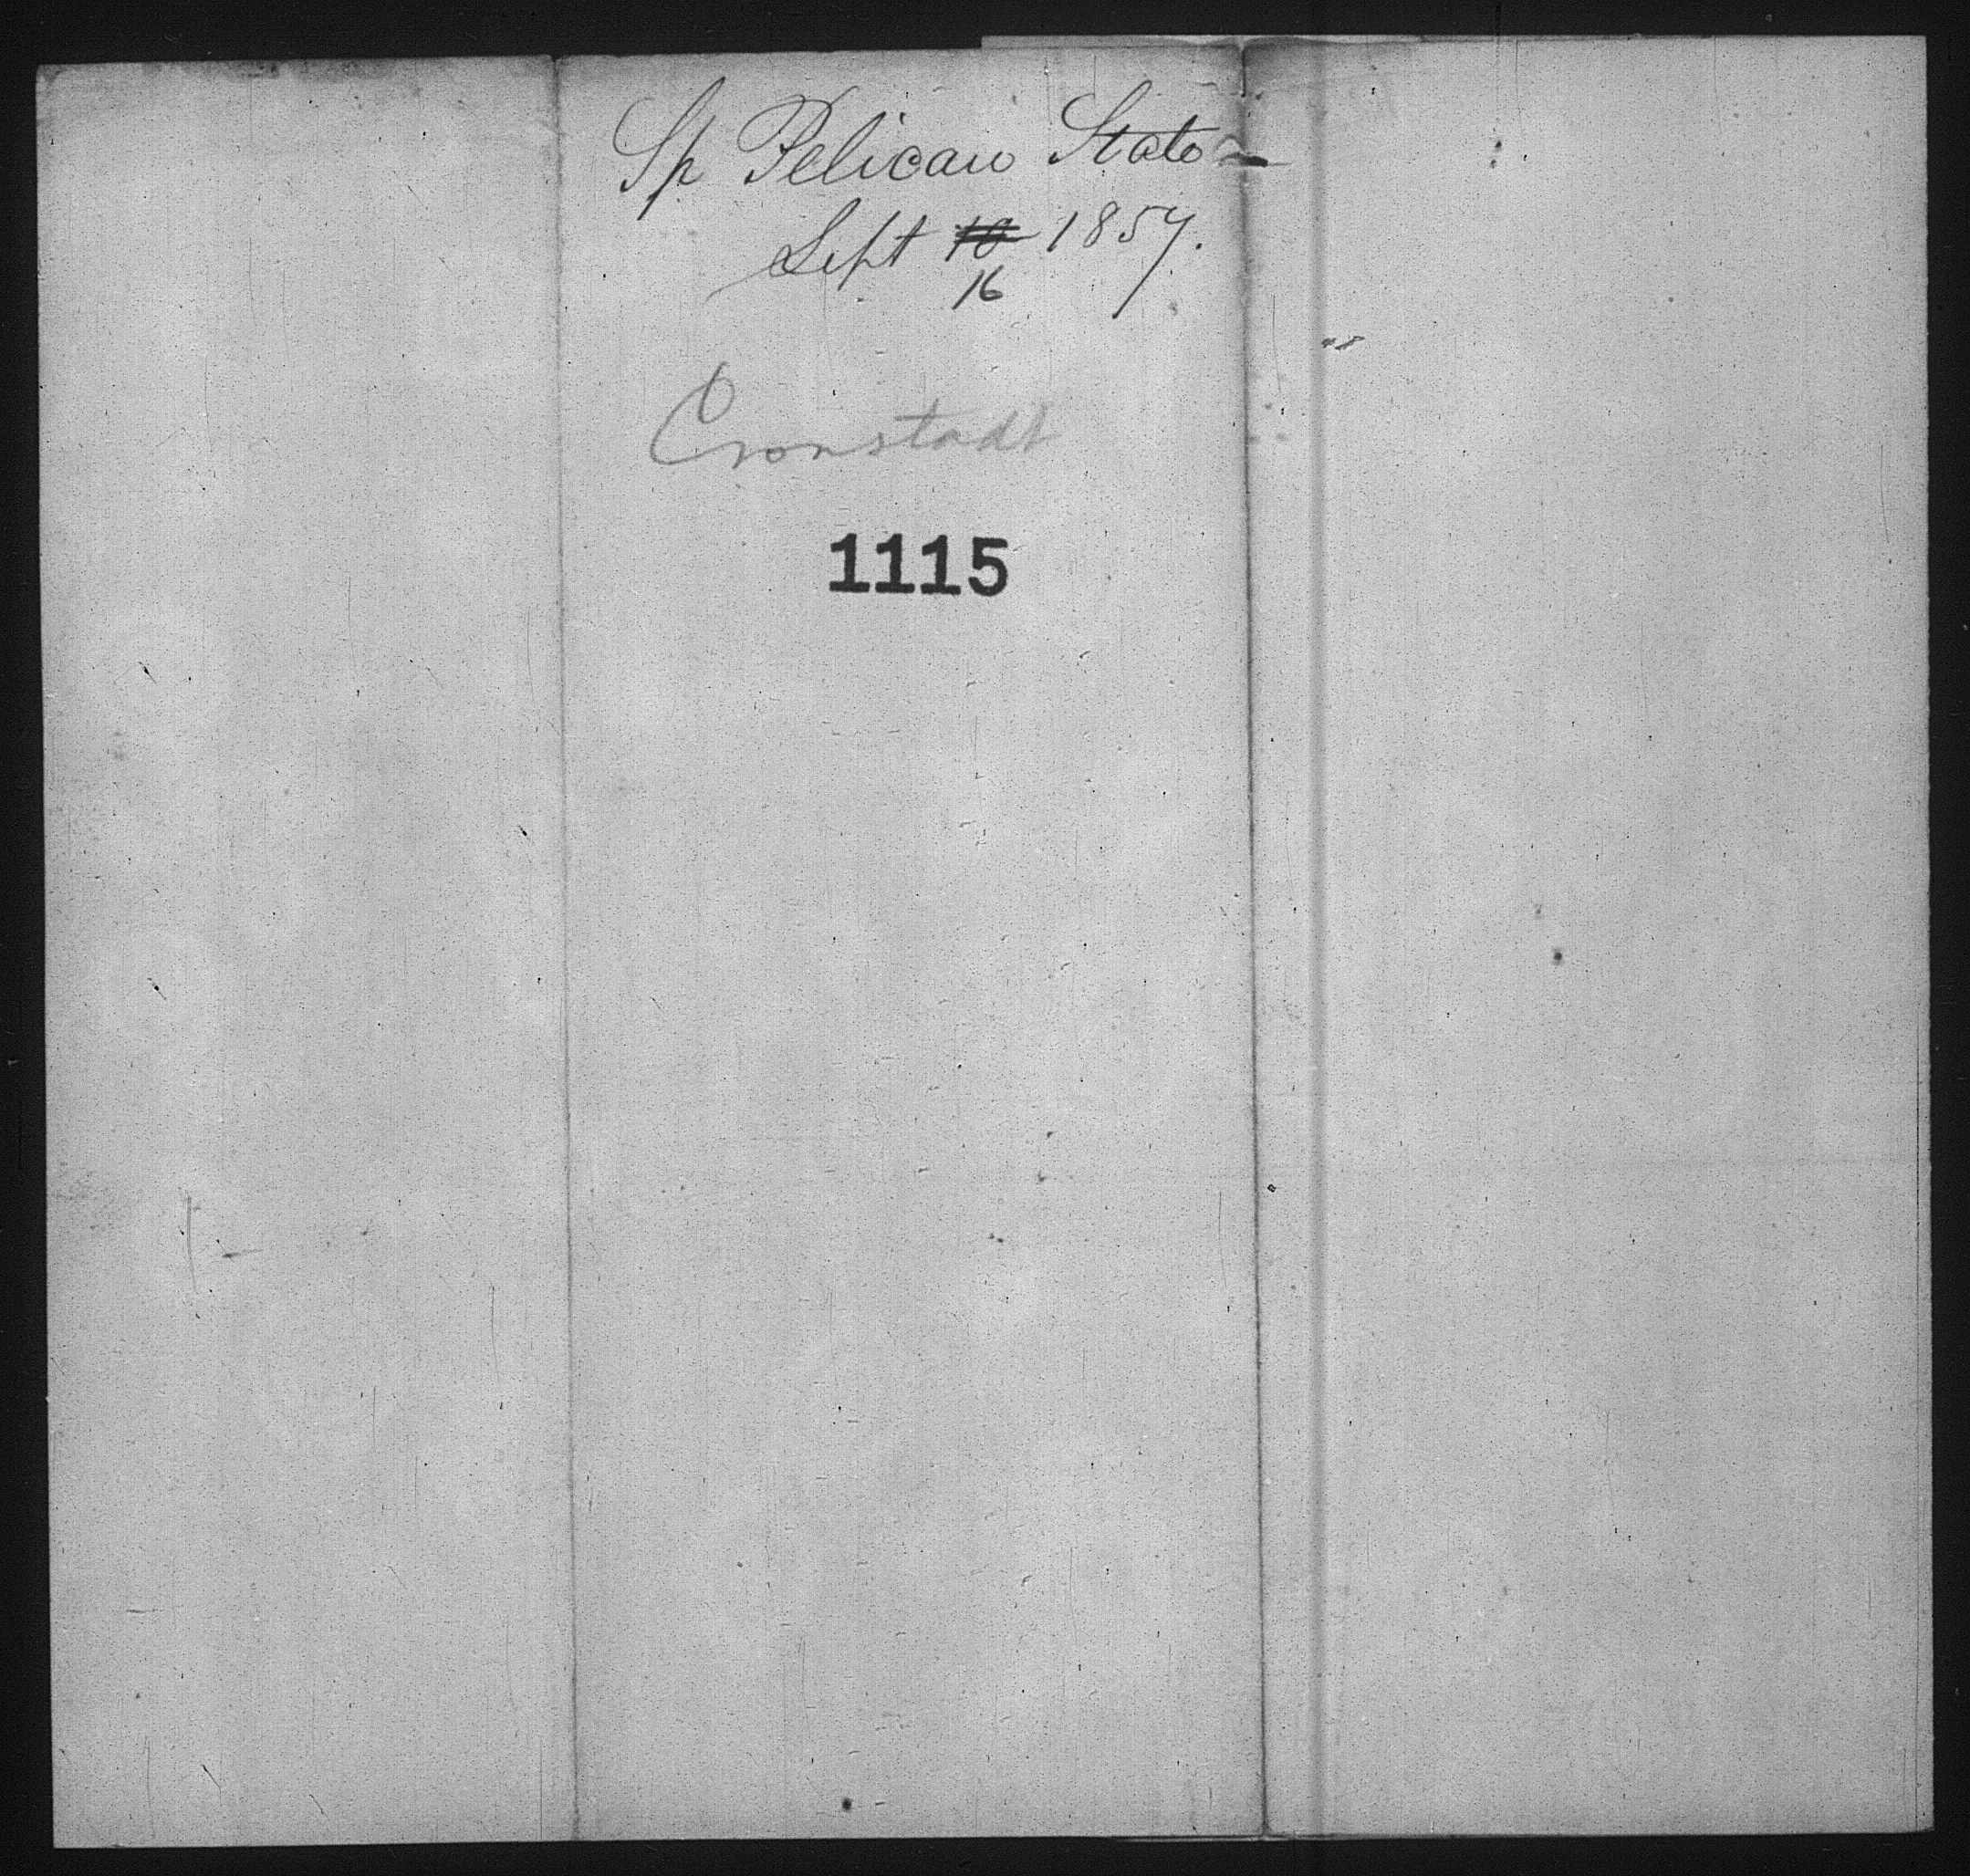 Sp Pelican State
Sept 10 1857.
16
Cronstadt
1115